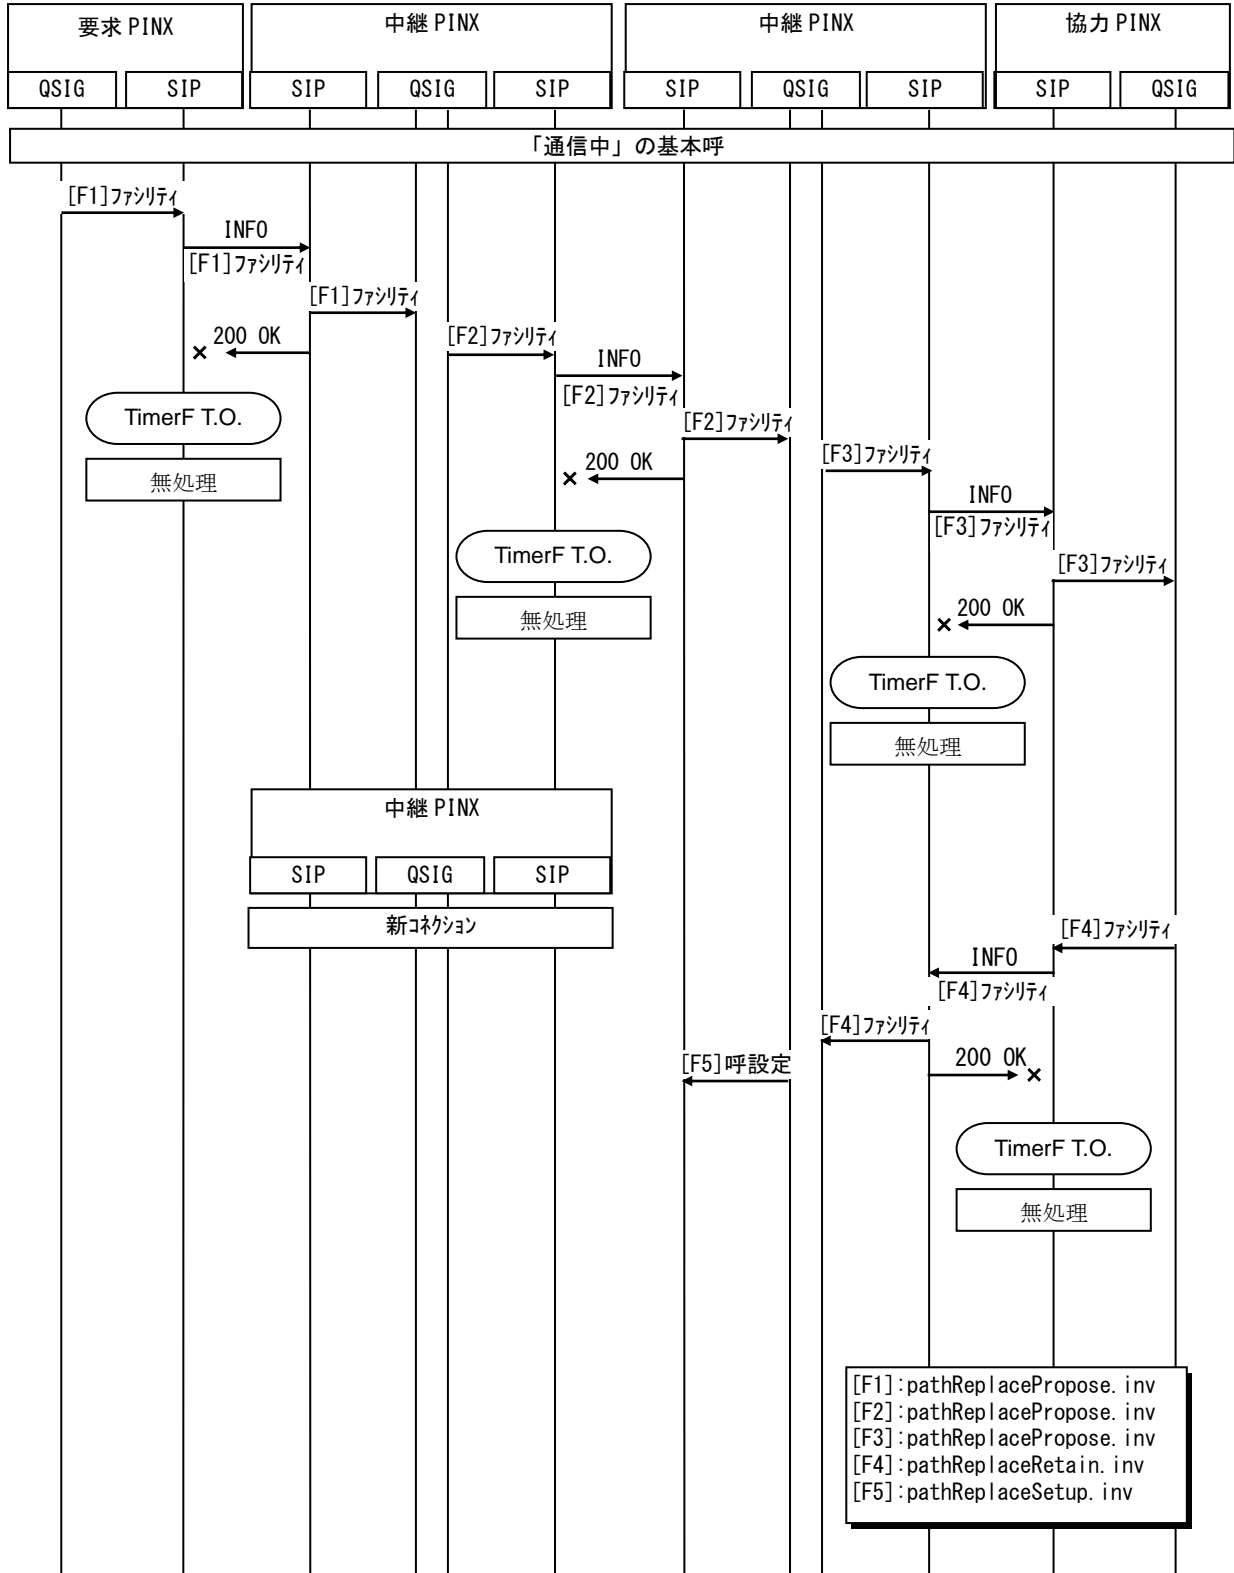 要求 PINX
中継 PINX
中継 PINX
協力 PINX
QSIG
SIP
SIP
QSIG
SIP
SIP
QSIG
SIP
SIP
QSIG
「通信中」の基本呼
[F1]ﾌｧｼﾘﾃｨ
INFO
[F1]ﾌｧｼﾘﾃｨ
[F1]ﾌｧｼﾘﾃｨ
200 OK
[F2]ﾌｧｼﾘﾃｨ
INFO
[F2]ﾌｧｼﾘﾃｨ
TimerF T.O.
[F2]ﾌｧｼﾘﾃｨ
無処理
200 OK
[F3]ﾌｧｼﾘﾃｨ
INFO
[F3]ﾌｧｼﾘﾃｨ
TimerF T.O.
[F3]ﾌｧｼﾘﾃｨ
無処理
200 OK
TimerF T.O.
無処理
中継 PINX
SIP
QSIG
SIP
新ｺﾈｸｼｮﾝ
[F4]ﾌｧｼﾘﾃｨ
INFO
[F4]ﾌｧｼﾘﾃｨ
[F4]ﾌｧｼﾘﾃｨ
[F5]呼設定
200 OK
TimerF T.O.
無処理
[F1]:pathReplacePropose.inv
[F2]:pathReplacePropose.inv
[F3]:pathReplacePropose.inv
[F4]:pathReplaceRetain.inv
[F5]:pathReplaceSetup.inv